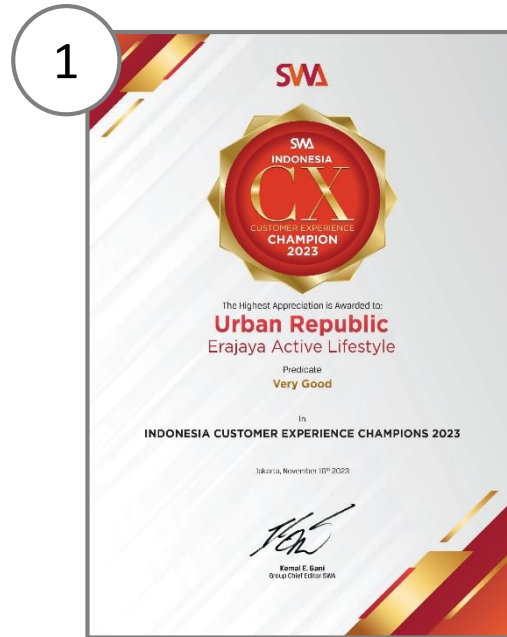 1
SWA
SWA
INDONESIA
CX
CUSTOMER EXPERIENCE
CHAMPION
2023
The Highest Appreciation is Awarded to:
Urban Republic
Erajaya Active Lifestyle
Predicate
Very Good
In
INDONESIA CUSTOMER EXPERIENCE CHAMPIONS 2023
Jakarta, November 16th 2023
Kemal E. Gani
Group Chief Editor SWA